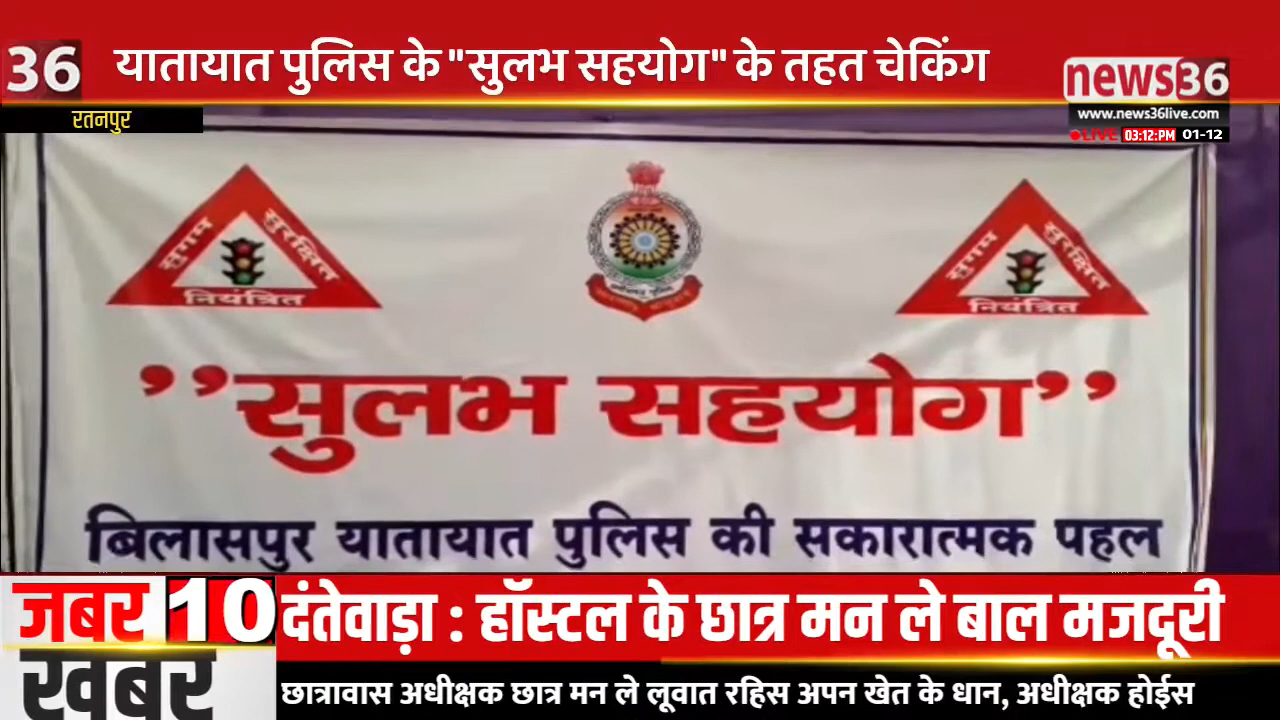 36
यातायात पुलिस के "सुलभ सहयोग" के तहत चेकिंग
news36
www.news36live.com
LIVE 03:12:PM 01-12
रतनपुर
सुगम सुरक्षित
नियंत्रित
सुगम सुरक्षित
नियंत्रित
’’सुलभ सहयोग’’
बिलासपुर यातायात पुलिस की सकारात्मक पहल
जबर 10
खबर
दंतेवाड़ा : हॉस्टल के छात्र मन ले बाल मजदूरी
छात्रावास अधीक्षक छात्र मन ले लूवात रहिस अपन खेत के धान, अधीक्षक होईस